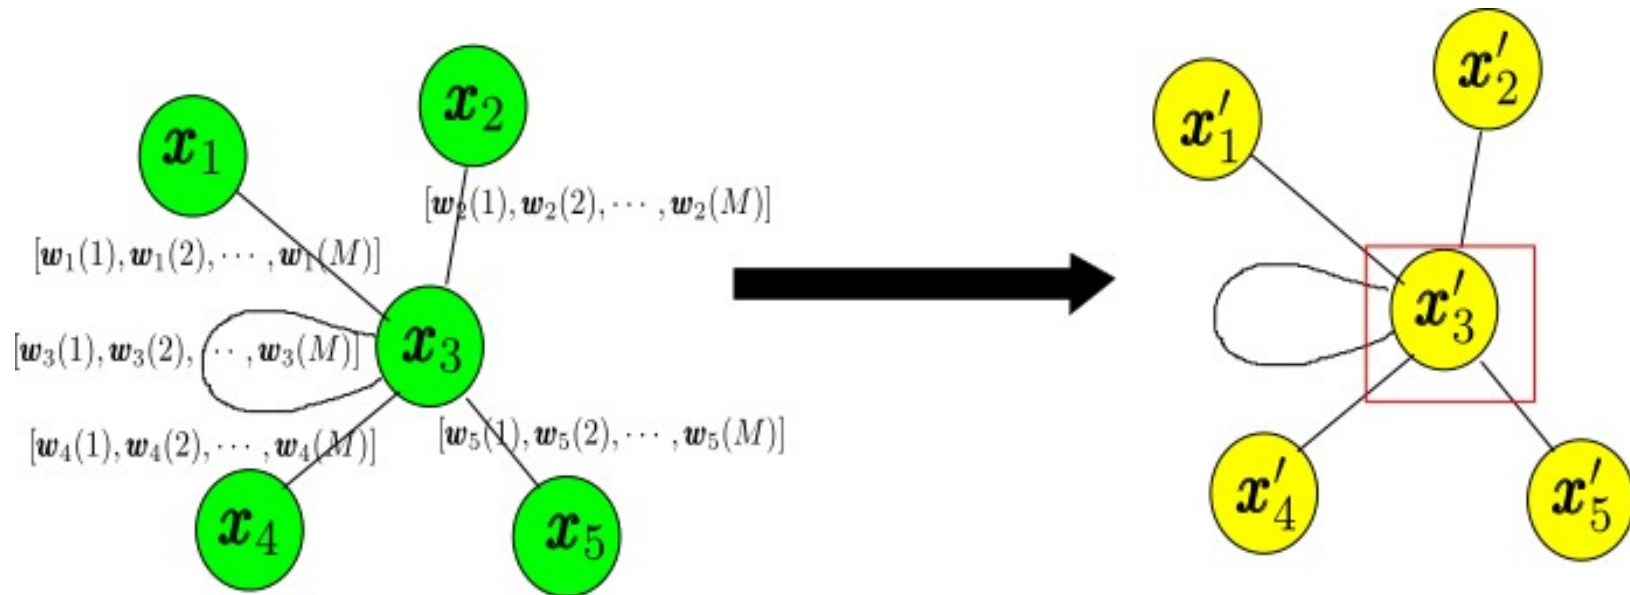 x₁
x₂
[w₂(1), w₂(2), ⋯ , w₂(M)]
[w₁(1), w₁(2), ⋯ , w₁(M)]
[w₃(1), w₃(2), ⋯ , w₃(M)]
x₃
[w₄(1), w₄(2), ⋯ , w₄(M)]
[w₅(1), w₅(2), ⋯ , w₅(M)]
x₄
x₅
x′₁
x′₂
x′₃
x′₄
x′₅